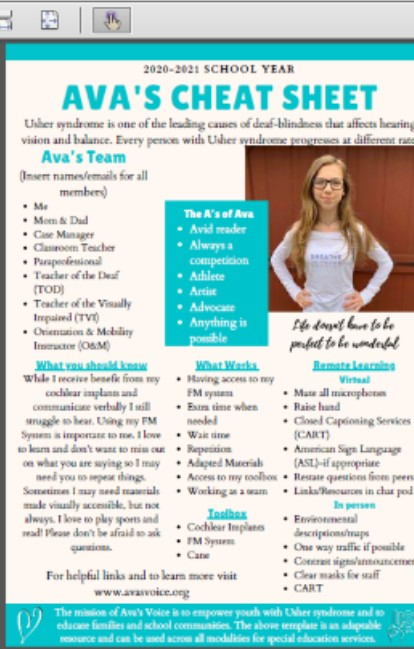 2020-2021 SCHOOL YEAR
AVA'S CHEAT SHEET
Usher syndrome is one of the leading causes of deaf-blindness that affects hearing
vision and balance. Every person with Usher syndrome progresses at different rate
Ava's Team
(Insert names/emails for all
members)
• Me
• Mom & Dad
• Case Manager
• Classroom Teacher
• Paraprofessional
• Teacher of the Deaf
(TOD)
• Teacher of the Visually
Impaired (TVI)
• Orientation & Mobility
Instructor (O&M)
The A's of Ava
• Avid reader
• Always a
competition
• Athlete
• Artist
• Advocate
• Anything is
possible
BREATHE
Life doesn't have to be
perfect to be wonderful
What you should know
While I receive benefit from my
cochlear implants and
communicate verbally I still
struggle to hear. Using my FM
System is important to me. I love
to learn and don't want to miss out
on what you are saying so I may
need you to repeat things.
Sometimes I may need materials
made visually accessible, but not
always. I love to play sports and
read! Please don't be afraid to ask
questions.
What Works
• Having access to my
FM system
• Extra time when
needed
• Wait time
• Repetition
• Adapted Materials
• Access to my toolbox
• Working as a team
Toolbox
• Cochlear Implants
• FM System
• Cane
Remote Learning
Virtual
• Mute all microphones
• Raise hand
• Closed Captioning Services
(CART)
• American Sign Language
(ASL)-if appropriate
• Restate questions from peers
• Links/Resources in chat pod
In person
• Environmental
descriptions/maps
• One way traffic if possible
• Contrast signs/announcemen
• Clear masks for staff
• CART
For helpful links and to learn more visit
www.avasvoice.org
The mission of Ava's Voice is to empower youth with Usher syndrome and to
educate families and school communities. The above template is an adaptable
resource and can be used across all modalities for special education services.